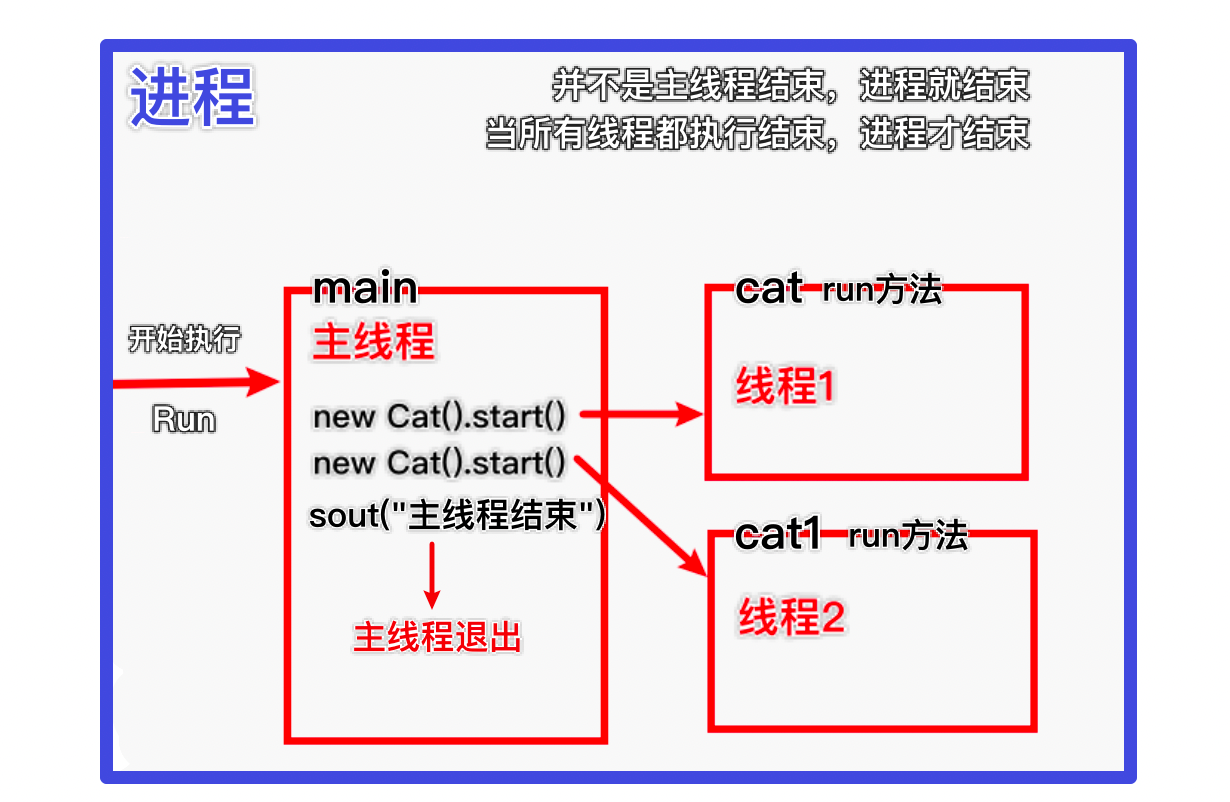 进程
并不是主线程结束，进程就结束
当所有线程都执行结束，进程才结束
开始执行
Run
main
主线程
new Cat().start()
new Cat().start()
sout("主线程结束")
主线程退出
cat run方法
线程1
cat1 run方法
线程2